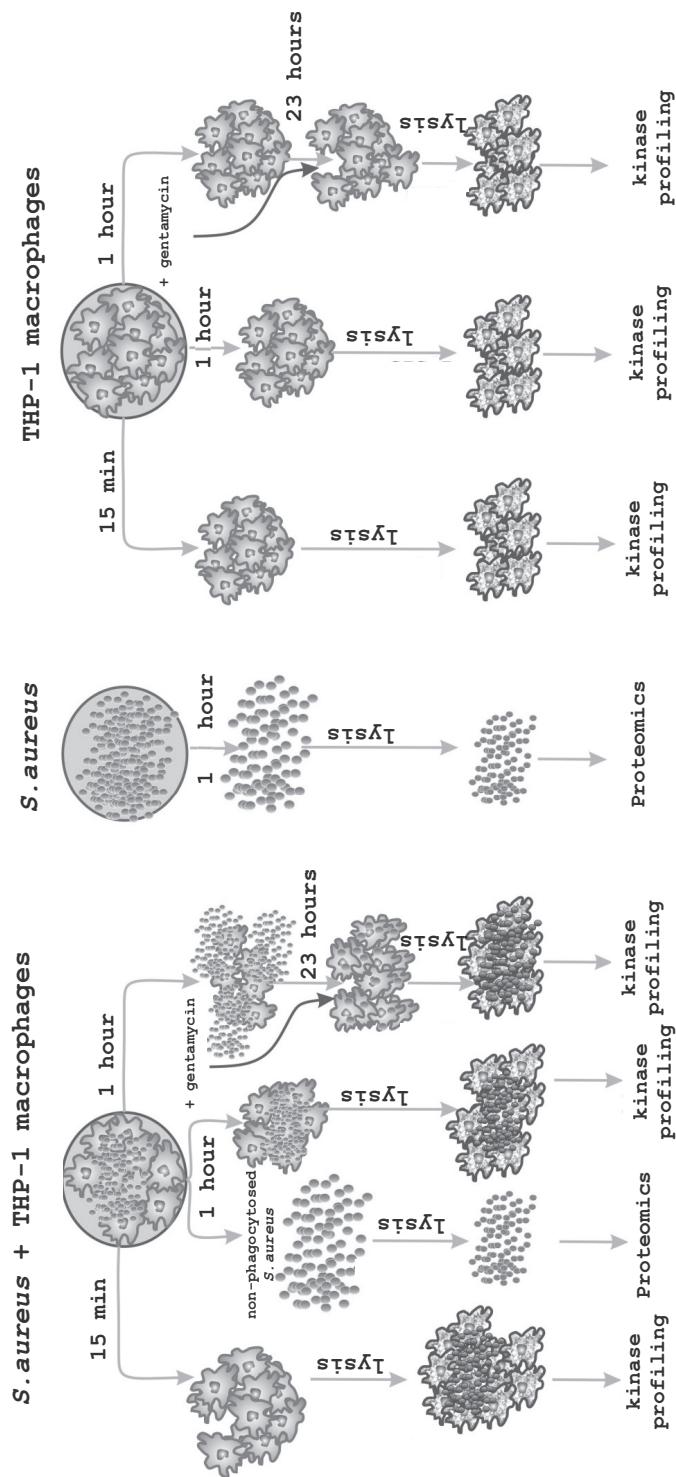 S.aureus + THP-1 macrophages
15 min
1 hour
1 hour
+ gentamycin
non-phagocytosed
S.aureus
23 hours
lysis
lysis
lysis
lysis
kinase
profiling
Proteomics
kinase
profiling
kinase
profiling
S.aureus
1 hour
lysis
Proteomics
THP-1 macrophages
15 min
1 hour
1 hour
+ gentamycin
23 hours
lysis
lysis
lysis
kinase
profiling
kinase
profiling
kinase
profiling